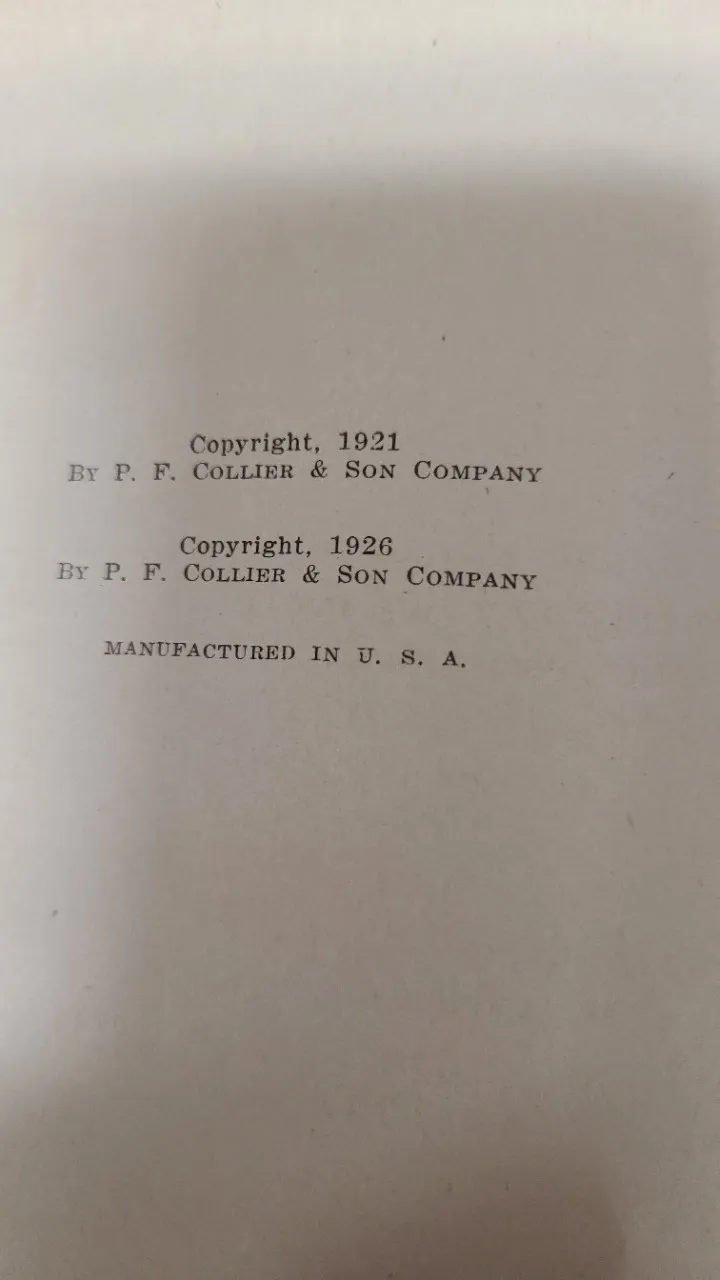 Copyright, 1921
By P. F. Collier & Son Company
Copyright, 1926
By P. F. Collier & Son Company
MANUFACTURED IN U. S. A.